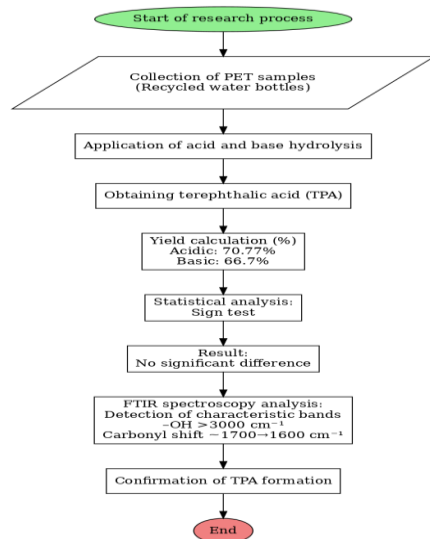 Start of research process
Collection of PET samples
(Recycled water bottles)
Application of acid and base hydrolysis
Obtaining terephthalic acid (TPA)
Yield calculation (%)
Acidic: 70.77%
Basic: 66.7%
Statistical analysis:
Sign test
Result:
No significant difference
FTIR spectroscopy analysis:
Detection of characteristic bands
–OH >3000 cm⁻¹
Carbonyl shift ~1700→1600 cm⁻¹
Confirmation of TPA formation
End